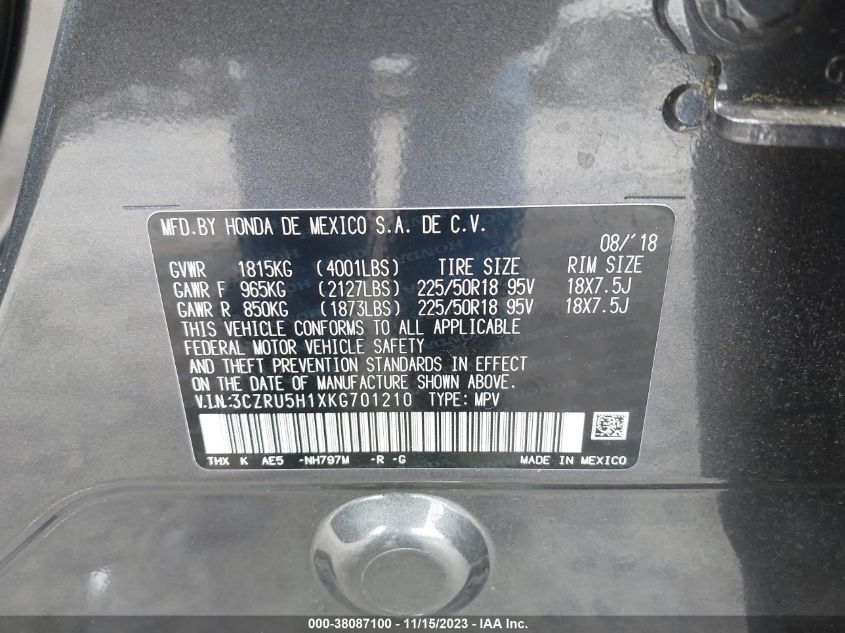 MFD.BY HONDA DE MEXICO S.A. DE C.V.
08/'18
GVWR 1815KG (4001LBS) TIRE SIZE RIM SIZE
GAWR F 965KG (2127LBS) 225/50R18 95V 18X7.5J
GAWR R 850KG (1873LBS) 225/50R18 95V 18X7.5J
THIS VEHICLE CONFORMS TO ALL APPLICABLE
FEDERAL MOTOR VEHICLE SAFETY
AND THEFT PREVENTION STANDARDS IN EFFECT
ON THE DATE OF MANUFACTURE SHOWN ABOVE.
V.I.N:3CZRU5H1XKG701210 TYPE: MPV
THX K AE5 -NH797M -R -G MADE IN MEXICO
000-38087100 - 11/15/2023 - IAA Inc.